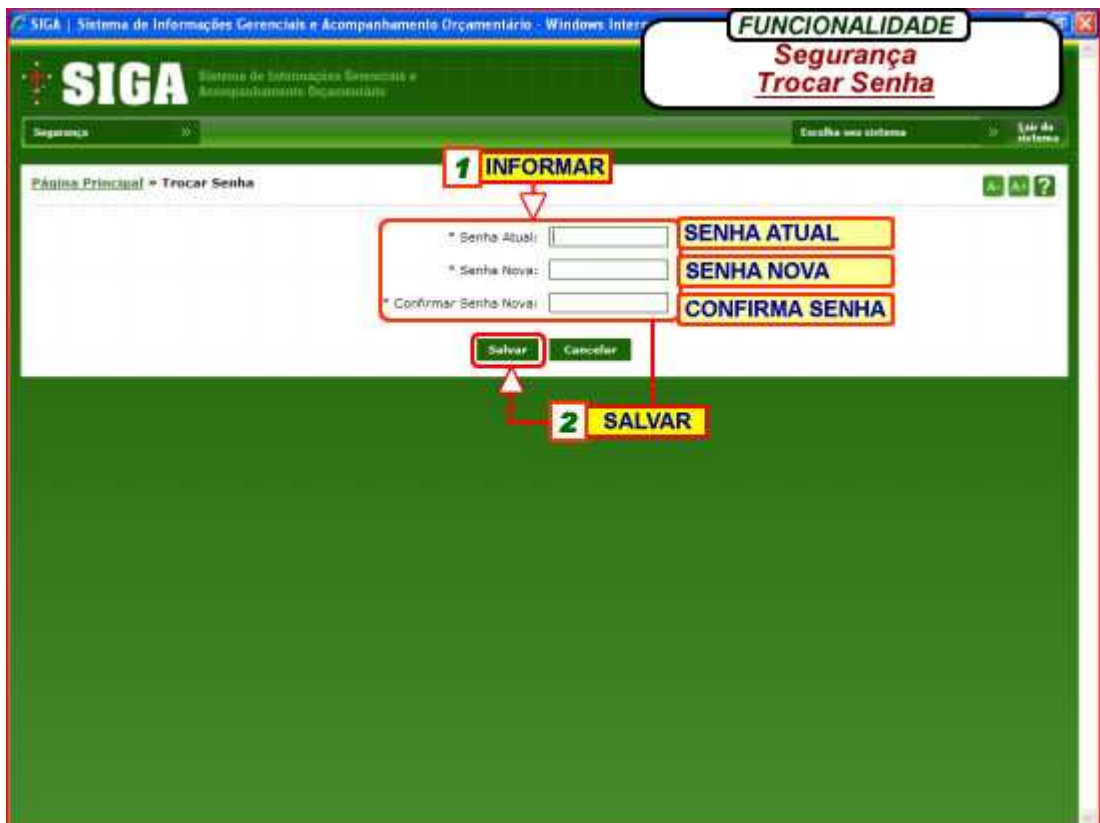 SIGA | Sistema de Informações Gerenciais e Acompanhamento Orçamentário - Windows Inter
FUNCIONALIDADE
Segurança
Trocar Senha
SIGA
Sistema de Informações Gerenciais e
Acompanhamento Orçamentário
Segurança »
Escolha seu sistema »
Sair do
sistema
Página Principal » Trocar Senha
A- A+ ?
1 INFORMAR
* Senha Atual:
SENHA ATUAL
* Senha Nova:
SENHA NOVA
* Confirmar Senha Nova:
CONFIRMA SENHA
Salvar Cancelar
2 SALVAR